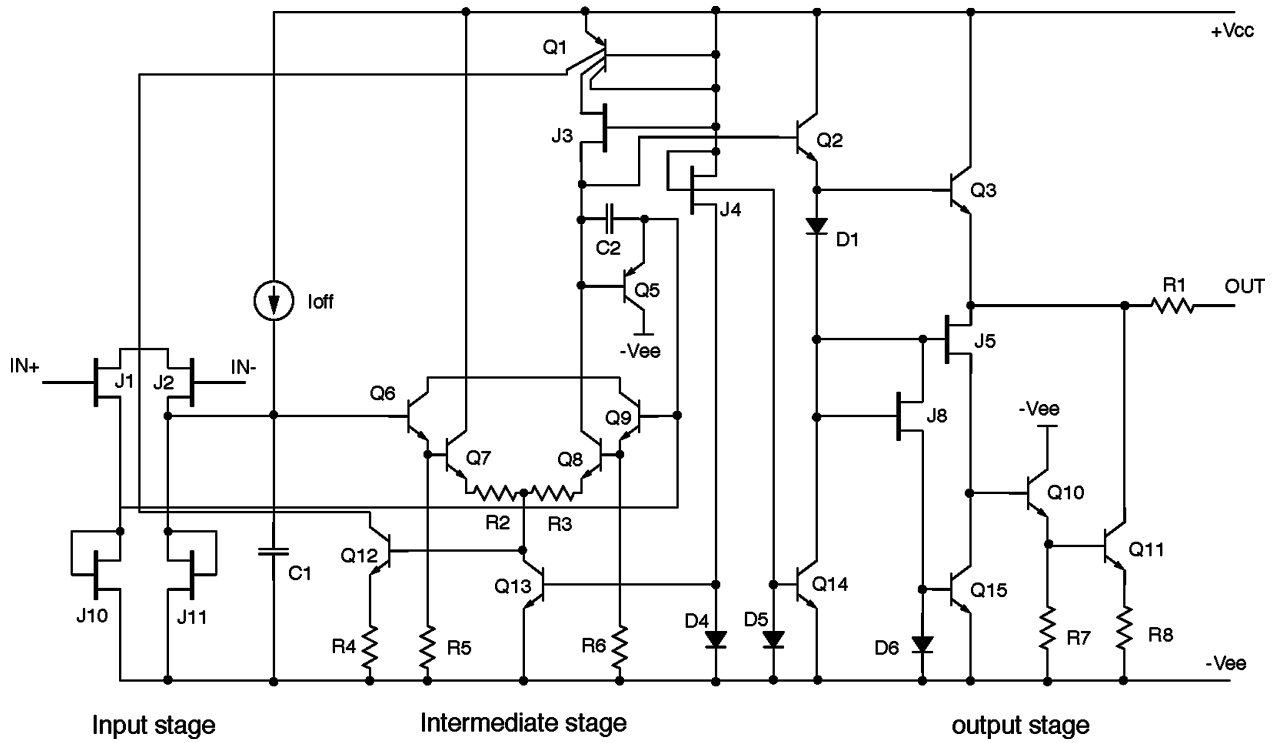 Q1
+Vcc
J3
Q2
Q3
J4
C2
D1
Q5
Ioff
R1
OUT
-Vee
J5
IN+
J1
J2
IN-
Q6
Q9
J8
-Vee
Q7
Q8
Q10
R2
R3
Q12
C1
Q13
Q14
Q15
Q11
J10
J11
D4
D5
R4
R5
R6
D6
R7
R8
-Vee
Input stage
Intermediate stage
output stage